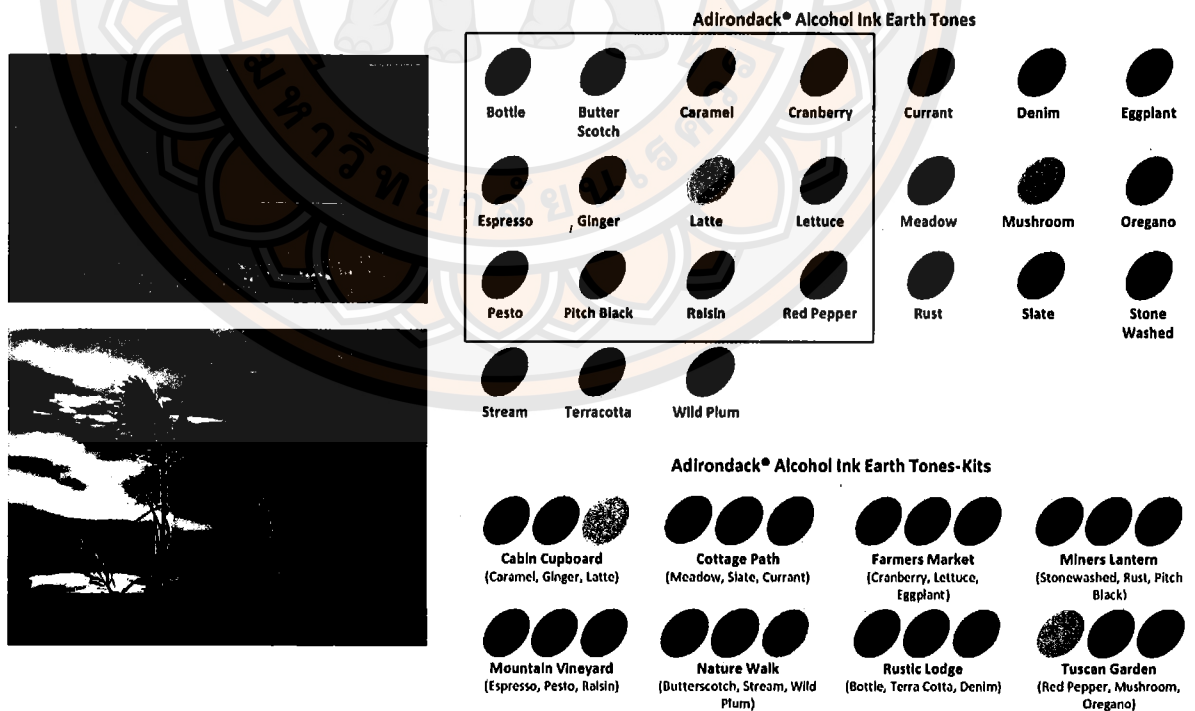 Adirondack® Alcohol Ink Earth Tones
Bottle
Butter
Scotch
Caramel
Cranberry
Currant
Denim
Eggplant
Espresso
Ginger
Latte
Lettuce
Meadow
Mushroom
Oregano
Pesto
Pitch Black
Raisin
Red Pepper
Rust
Slate
Stone
Washed
Stream
Terracotta
Wild Plum
Adirondack® Alcohol Ink Earth Tones-Kits
Cabin Cupboard
(Caramel, Ginger, Latte)
Cottage Path
(Meadow, Slate, Currant)
Farmers Market
(Cranberry, Lettuce,
Eggplant)
Miners Lantern
(Stonewashed, Rust, Pitch
Black)
Mountain Vineyard
(Espresso, Pesto, Raisin)
Nature Walk
(Butterscotch, Stream, Wild
Plum)
Rustic Lodge
(Bottle, Terra Cotta, Denim)
Tuscan Garden
(Red Pepper, Mushroom,
Oregano)